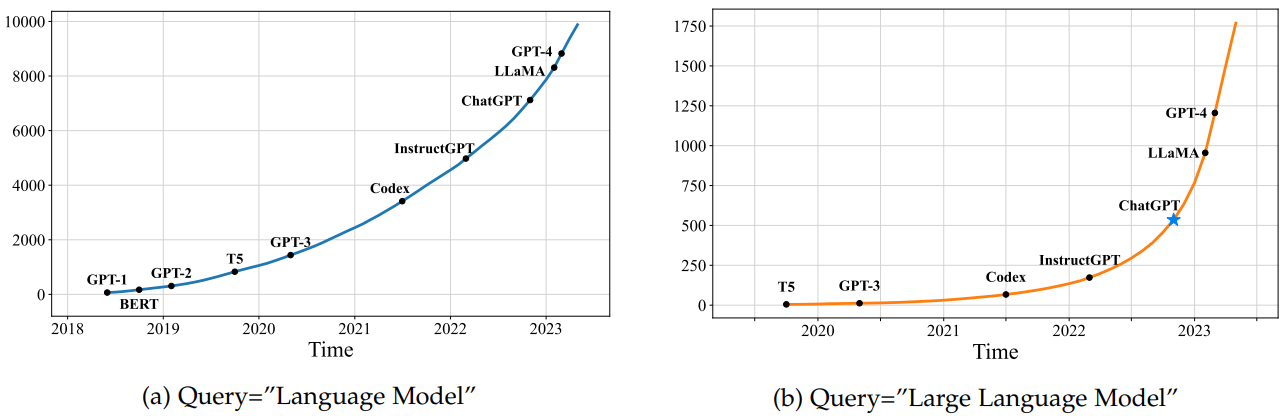 10000
8000
6000
4000
2000
0
GPT-4
LLaMA
ChatGPT
InstructGPT
Codex
GPT-3
T5
GPT-2
GPT-1
BERT
2018 2019 2020 2021 2022 2023
Time
(a) Query=”Language Model”
1750
1500
1250
1000
750
500
250
0
GPT-4
LLaMA
ChatGPT
InstructGPT
Codex
GPT-3
T5
2020 2021 2022 2023
Time
(b) Query=”Large Language Model”